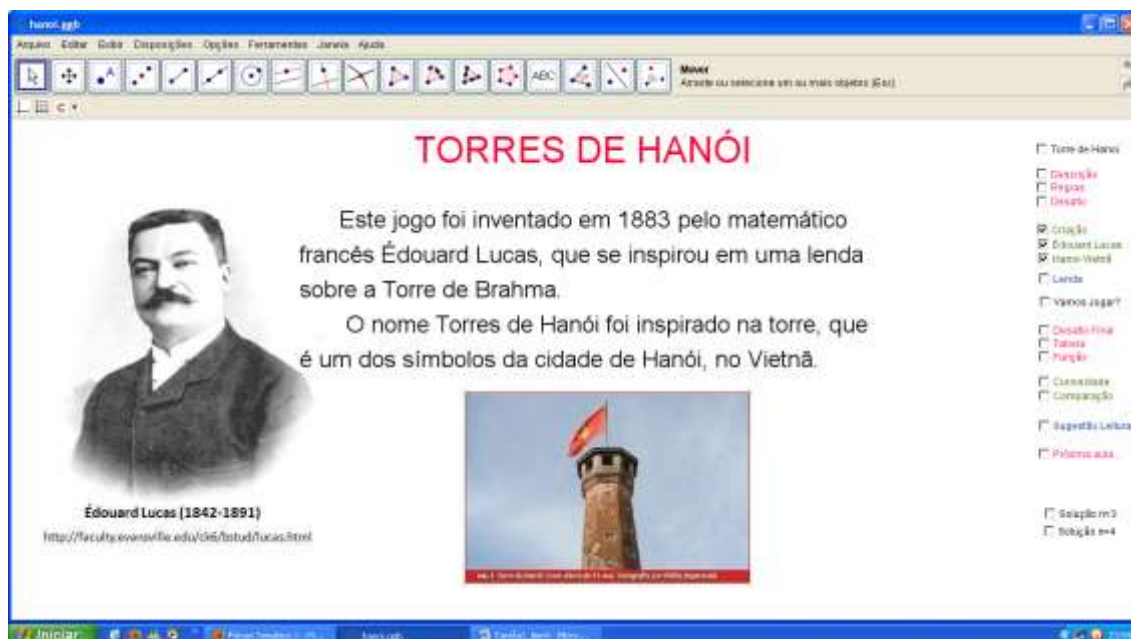 hanoi.ggb
Arquivo Editar Exibir Disposições Opções Ferramentas Janela Ajuda
ABC
Mover
Arraste ou selecione um ou mais objetos (Esc)
TORRES DE HANÓI
Este jogo foi inventado em 1883 pelo matemático
francês Édouard Lucas, que se inspirou em uma lenda
sobre a Torre de Brahma.
O nome Torres de Hanói foi inspirado na torre, que
é um dos símbolos da cidade de Hanói, no Vietnã.
Édouard Lucas (1842-1891)
http://faculty.evansville.edu/ck6/bstud/lucas.html
Torre de Hanoi
Descrição
Regras
Desafio
Criação
Édouard Lucas
Hanoi-Vietnã
Lenda
Vamos Jogar?
Desafio Final
Tabela
Função
Curiosidade
Comparação
Sugestão Leitura
Próxima aula...
Solução n=3
Solução n=4
Iniciar
hanoi.ggb